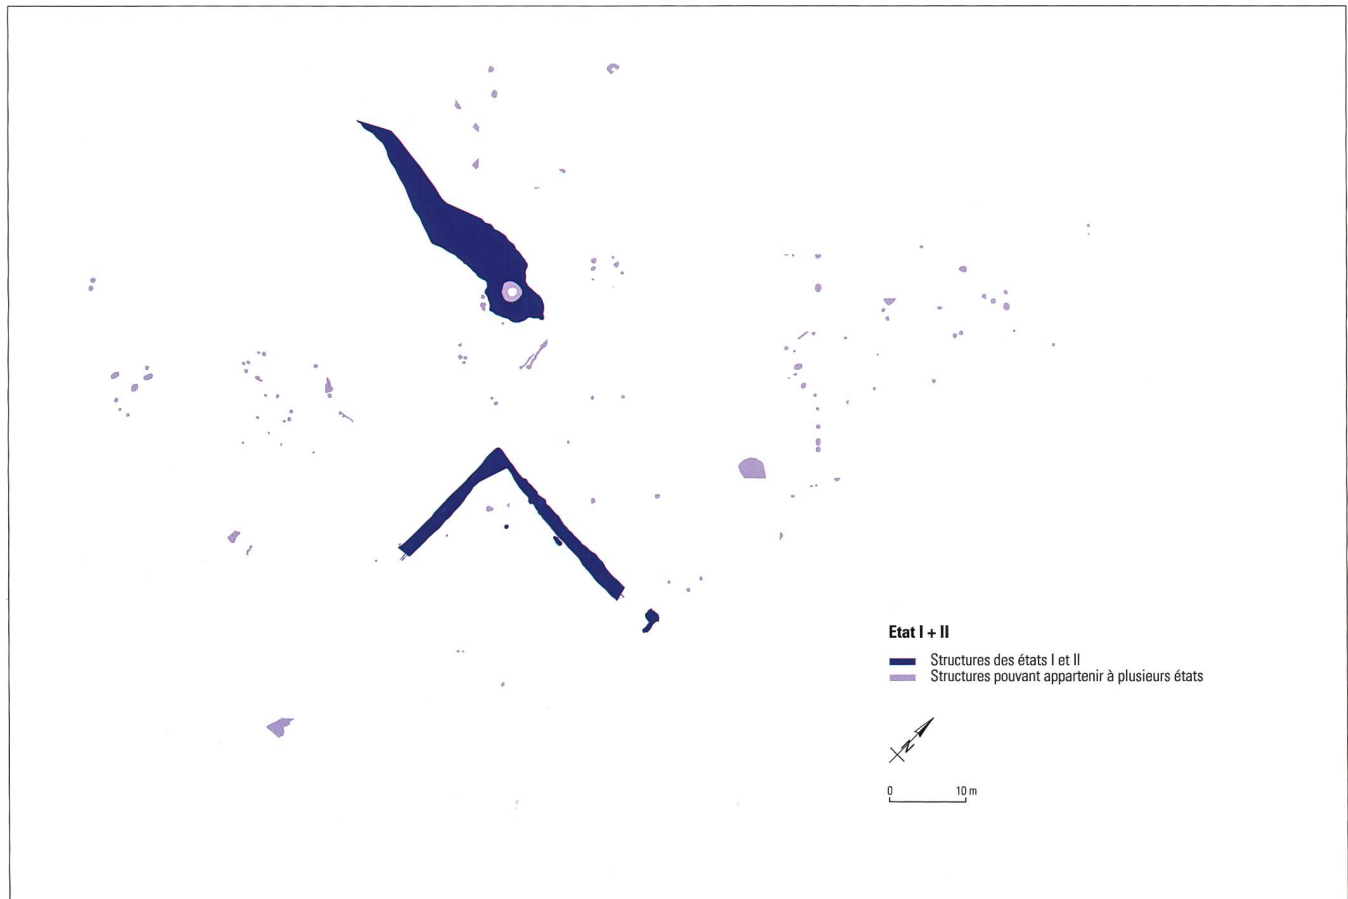 Etat I + II
Structures des états I et II
Structures pouvant appartenir à plusieurs états
N
0 10 m